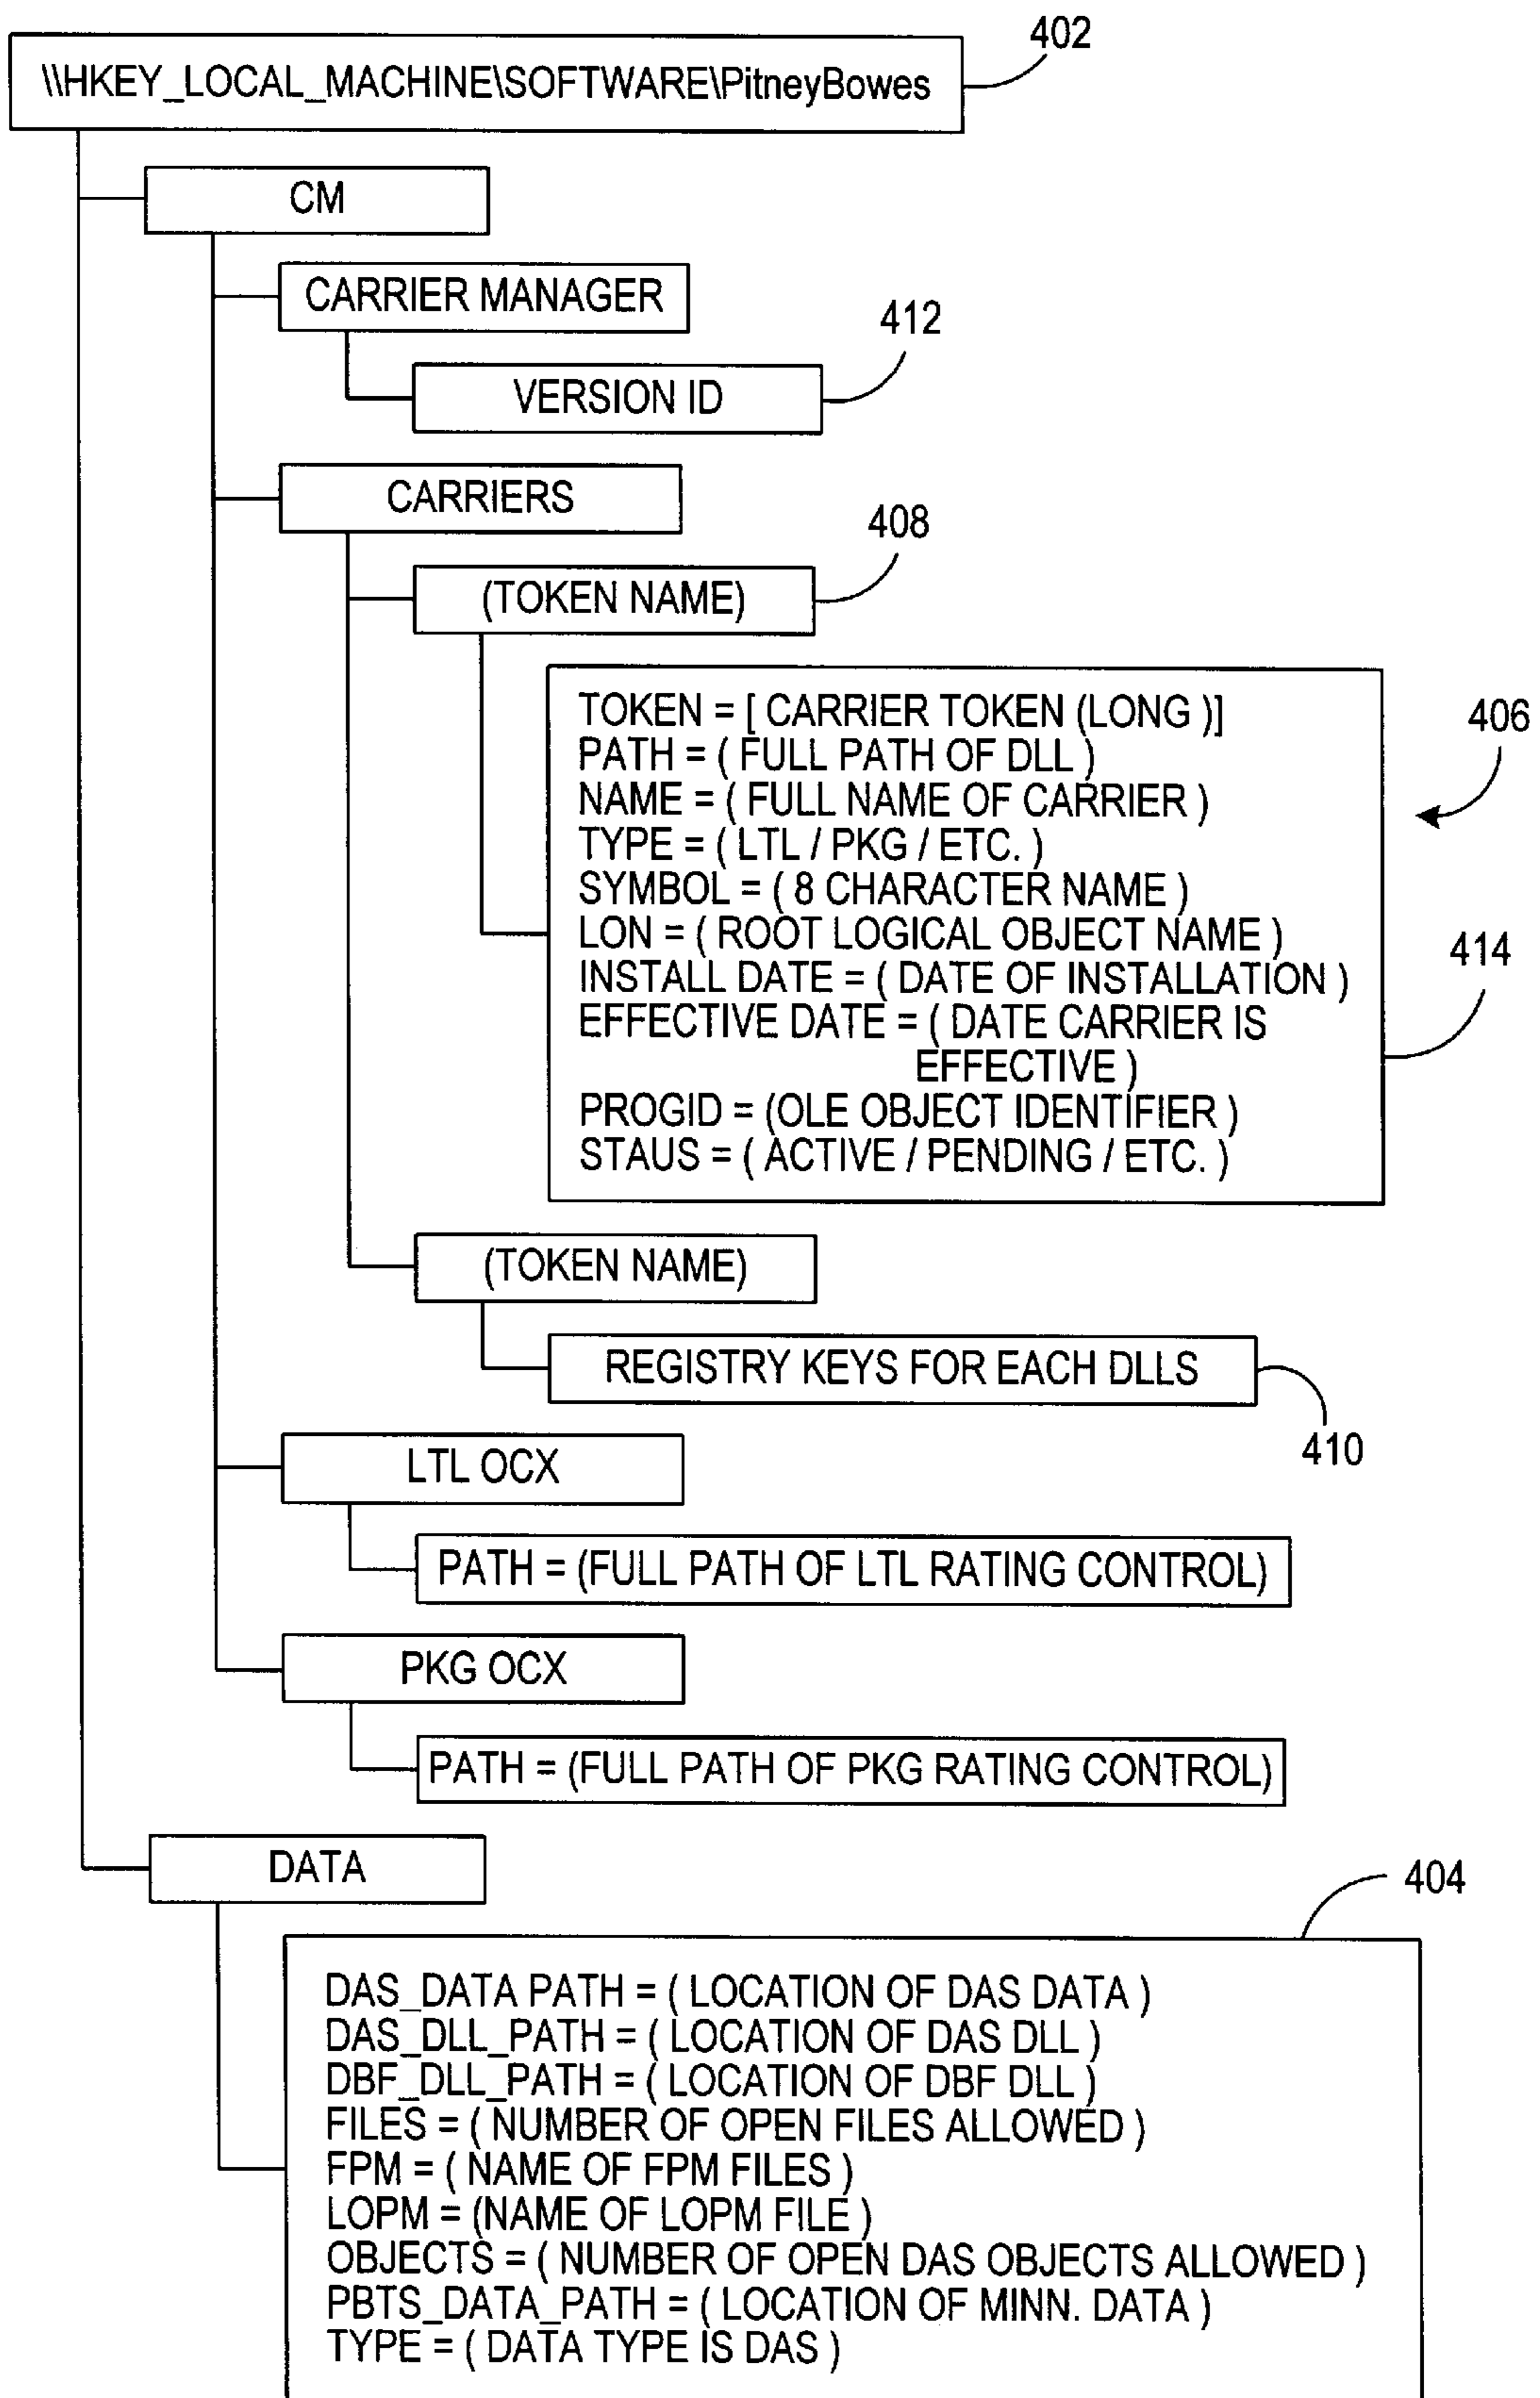 402
\\HKEY_LOCAL_MACHINE\SOFTWARE\PitneyBowes
CM
CARRIER MANAGER
412
VERSION ID
CARRIERS
408
(TOKEN NAME)
TOKEN = [ CARRIER TOKEN (LONG )]
PATH = ( FULL PATH OF DLL )
NAME = ( FULL NAME OF CARRIER )
TYPE = ( LTL / PKG / ETC. )
SYMBOL = ( 8 CHARACTER NAME )
LON = ( ROOT LOGICAL OBJECT NAME )
INSTALL DATE = ( DATE OF INSTALLATION )
EFFECTIVE DATE = ( DATE CARRIER IS
EFFECTIVE )
PROGID = (OLE OBJECT IDENTIFIER )
STAUS = ( ACTIVE / PENDING / ETC. )
406
414
(TOKEN NAME)
REGISTRY KEYS FOR EACH DLLS
410
LTL OCX
PATH = (FULL PATH OF LTL RATING CONTROL)
PKG OCX
PATH = (FULL PATH OF PKG RATING CONTROL)
DATA
404
DAS_DATA PATH = ( LOCATION OF DAS DATA )
DAS_DLL_PATH = ( LOCATION OF DAS DLL )
DBF_DLL_PATH = ( LOCATION OF DBF DLL )
FILES = ( NUMBER OF OPEN FILES ALLOWED )
FPM = ( NAME OF FPM FILES )
LOPM = (NAME OF LOPM FILE )
OBJECTS = ( NUMBER OF OPEN DAS OBJECTS ALLOWED )
PBTS_DATA_PATH = ( LOCATION OF MINN. DATA )
TYPE = ( DATA TYPE IS DAS )